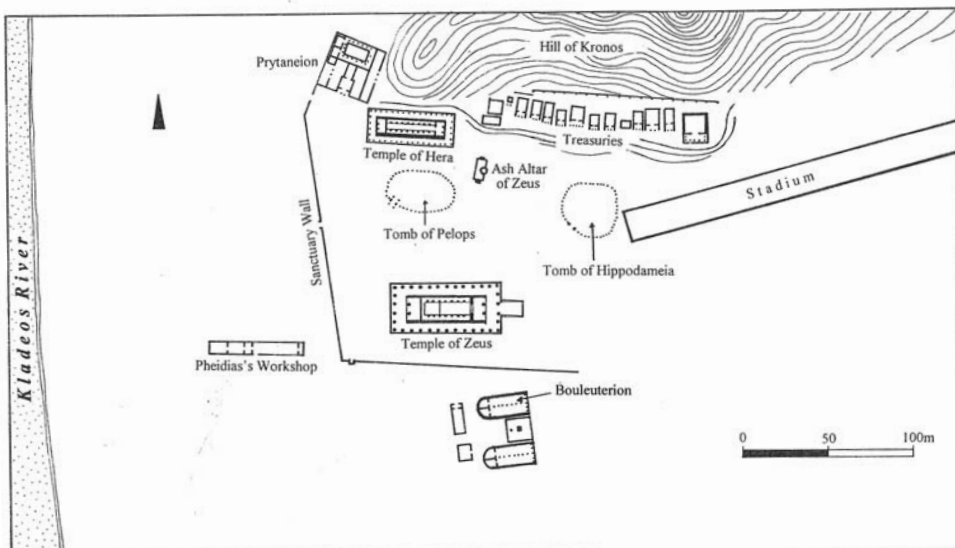 Hill of Kronos
Prytaneion
Treasuries
Temple of Hera
Ash Altar
of Zeus
Stadium
Tomb of Pelops
Sanctuary Wall
Tomb of Hippodameia
Kladeos River
Temple of Zeus
Pheidias's Workshop
Bouleuterion
0 50 100m